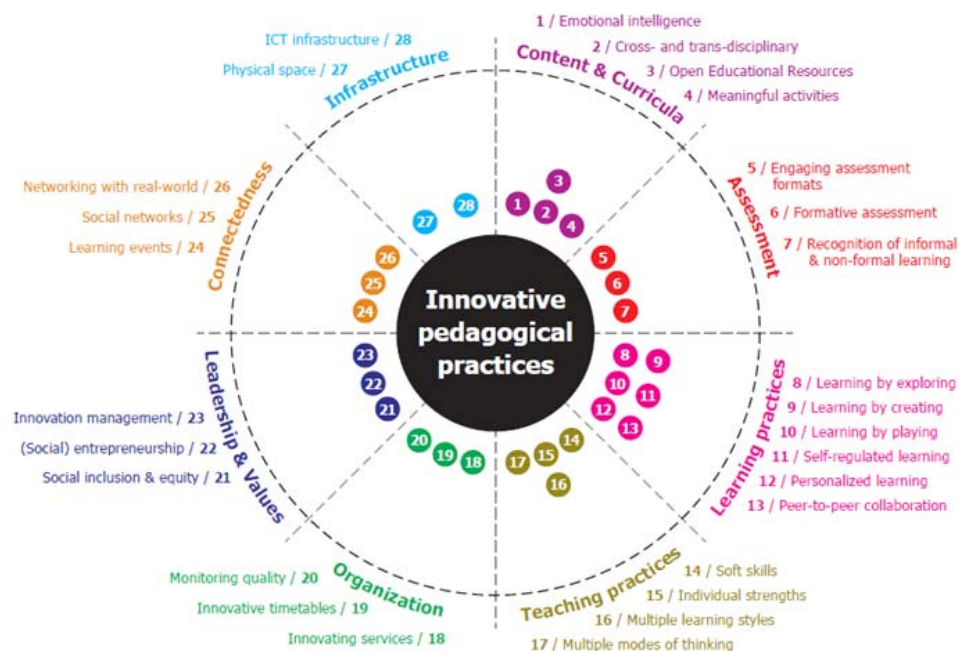 1 / Emotional intelligence
2 / Cross- and trans-disciplinary
3 / Open Educational Resources
4 / Meaningful activities
Content & Curricula
5 / Engaging assessment
formats
6 / Formative assessment
7 / Recognition of informal
& non-formal learning
Assessment
8 / Learning by exploring
9 / Learning by creating
10 / Learning by playing
11 / Self-regulated learning
12 / Personalized learning
13 / Peer-to-peer collaboration
Learning practices
14 / Soft skills
15 / Individual strengths
16 / Multiple learning styles
17 / Multiple modes of thinking
Teaching practices
Monitoring quality / 20
Innovative timetables / 19
Innovating services / 18
Organization
Innovation management / 23
(Social) entrepreneurship / 22
Social inclusion & equity / 21
Leadership & Values
Networking with real-world / 26
Social networks / 25
Learning events / 24
Connectedness
ICT infrastructure / 28
Physical space / 27
Infrastructure
Innovative
pedagogical
practices
1
2
3
4
5
6
7
8
9
10
11
12
13
14
15
16
17
18
19
20
21
22
23
24
25
26
27
28